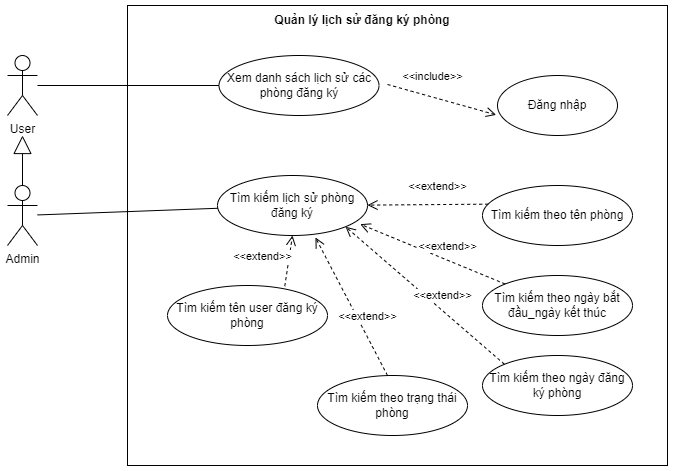 Quản lý lịch sử đăng ký phòng
Xem danh sách lịch sử các
phòng đăng ký
<<include>>
Đăng nhập
User
Tìm kiếm lịch sử phòng
đăng ký
<<extend>>
Tìm kiếm theo tên phòng
Admin
<<extend>>
<<extend>>
Tìm kiếm theo ngày bắt
đầu_ngày kết thúc
<<extend>>
Tìm kiếm tên user đăng ký
phòng
<<extend>>
Tìm kiếm theo ngày đăng
ký phòng
Tìm kiếm theo trạng thái
phòng